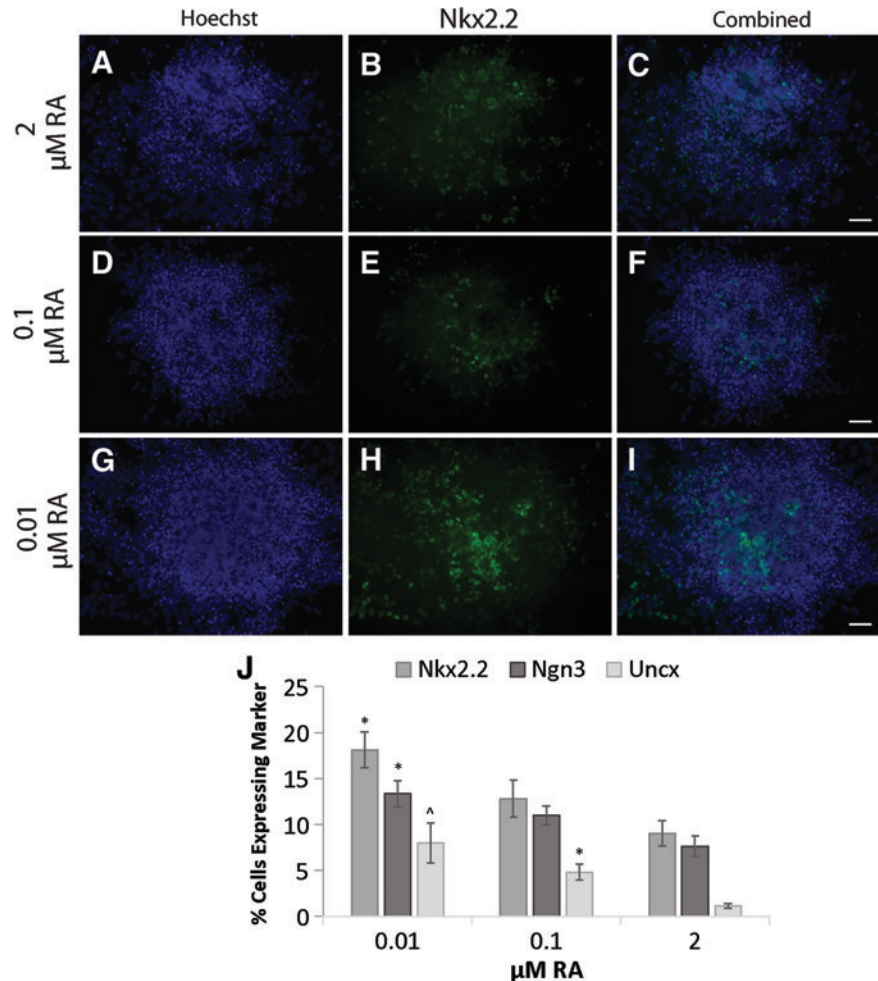 Hoechst Nkx2.2 Combined
2 µM RA
A B C
0.1 µM RA
D E F
0.01 µM RA
G H I
J
Nkx2.2 Ngn3 Uncx
% Cells Expressing Marker
25
20
15
10
5
0
* * ^
*
0.01 0.1 2
µM RA